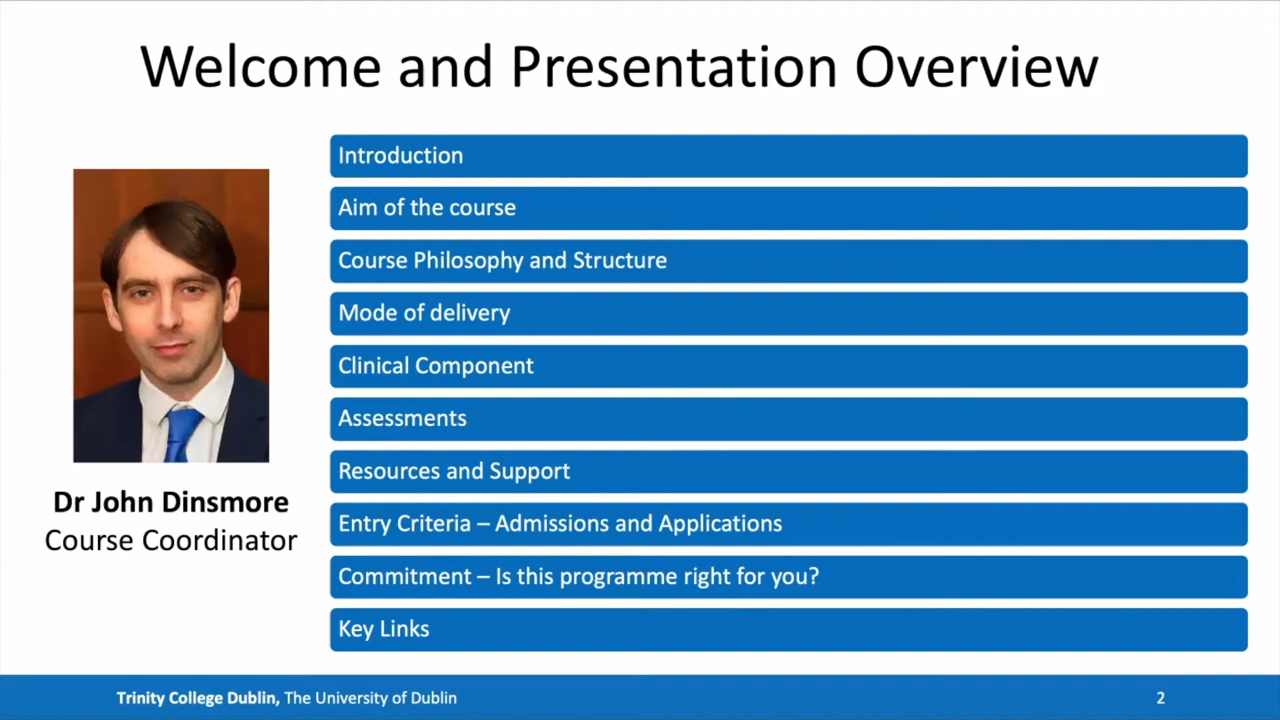 Welcome and Presentation Overview
Introduction
Aim of the course
Course Philosophy and Structure
Mode of delivery
Clinical Component
Assessments
Resources and Support
Entry Criteria – Admissions and Applications
Commitment – Is this programme right for you?
Key Links
Dr John Dinsmore
Course Coordinator
Trinity College Dublin, The University of Dublin
2